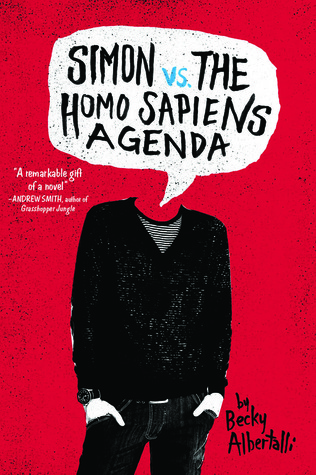 SIMON VS. THE
HOMO SAPIENS
AGENDA
"A remarkable gift
of a novel"
-ANDREW SMITH, author of
Grasshopper Jungle
by
Becky
Albertalli